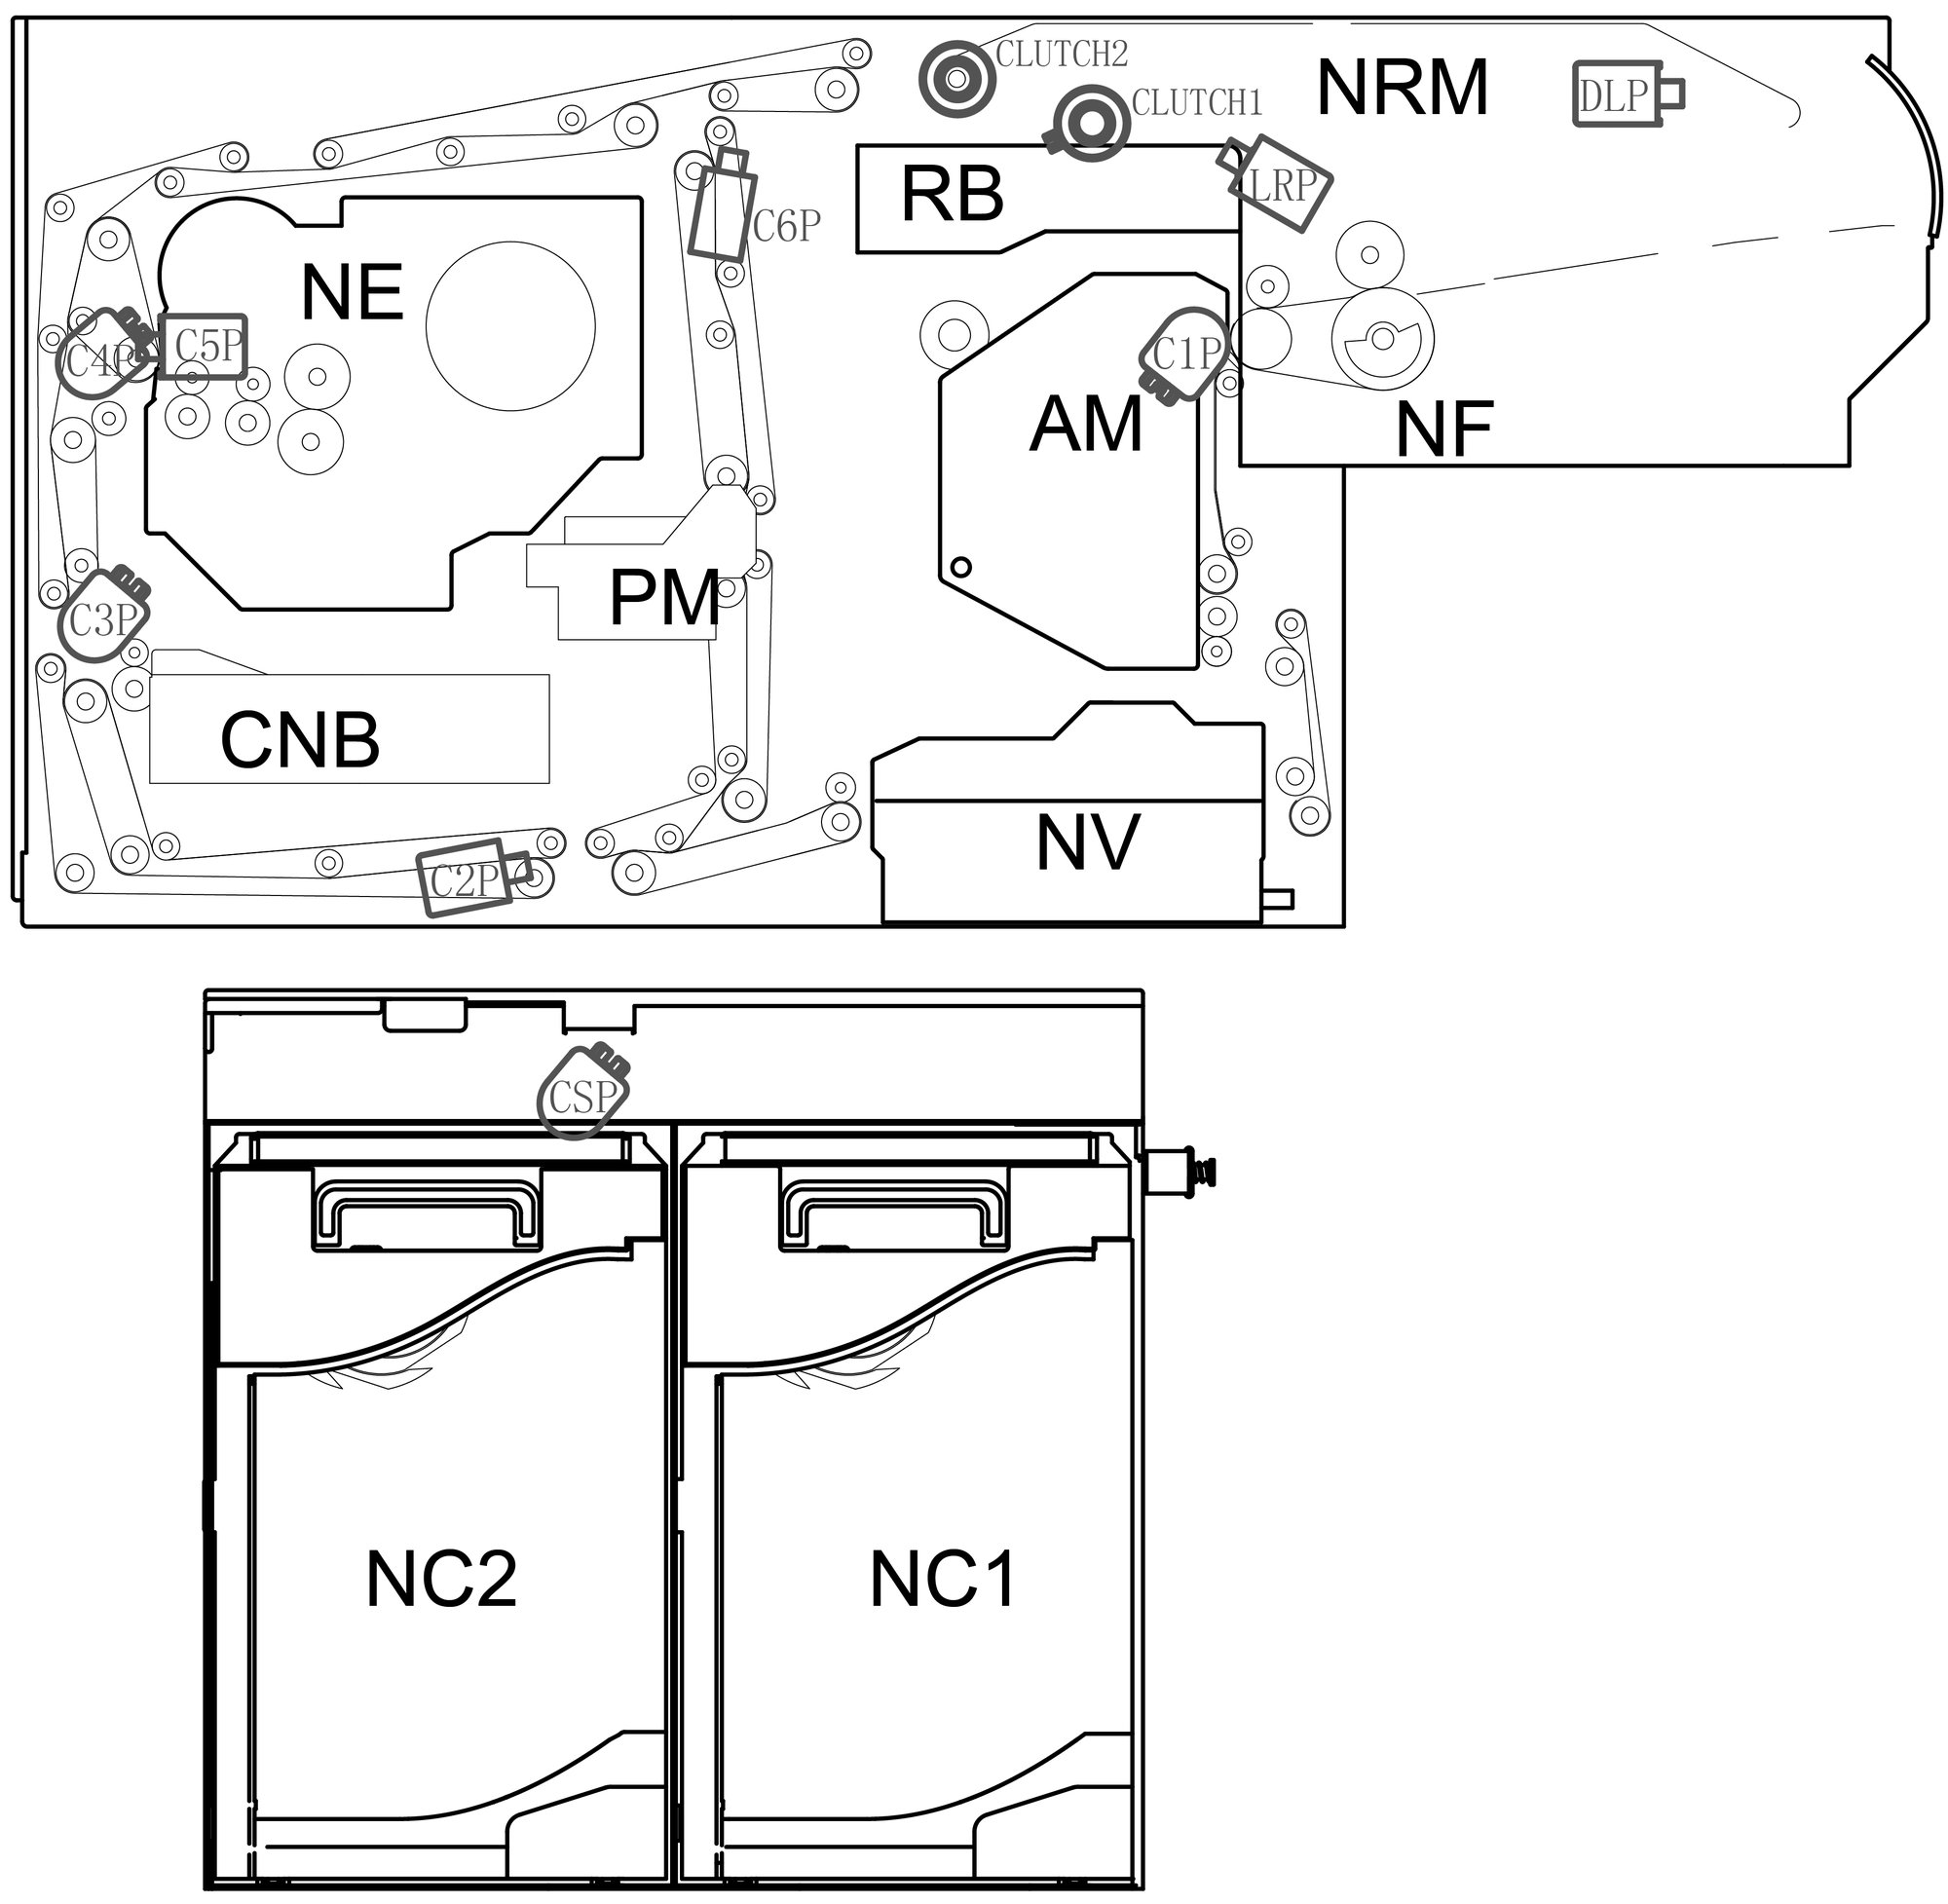 CLUTCH2
NRM
DLP
CLUTCH1
RB
LRP
C6P
NE
C4P
C5P
C1P
AM
NF
PM
C3P
CNB
NV
C2P
CSP
NC2
NC1